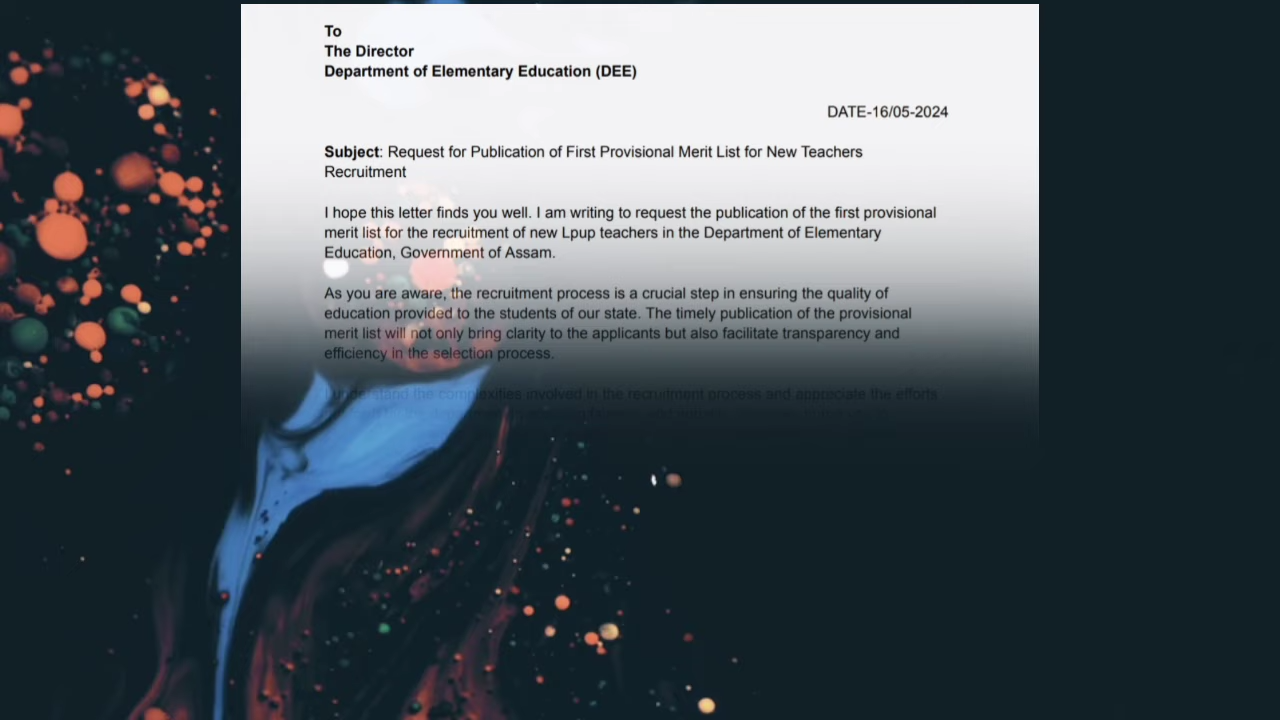 To
The Director
Department of Elementary Education (DEE)
DATE-16/05-2024
Subject: Request for Publication of First Provisional Merit List for New Teachers
Recruitment
I hope this letter finds you well. I am writing to request the publication of the first provisional
merit list for the recruitment of new Lpup teachers in the Department of Elementary
Education, Government of Assam.
As you are aware, the recruitment process is a crucial step in ensuring the quality of
education provided to the students of our state. The timely publication of the provisional
merit list will not only bring clarity to the applicants but also facilitate transparency and
efficiency in the selection process.
I understand the complexities involved in the recruitment process and appreciate the efforts